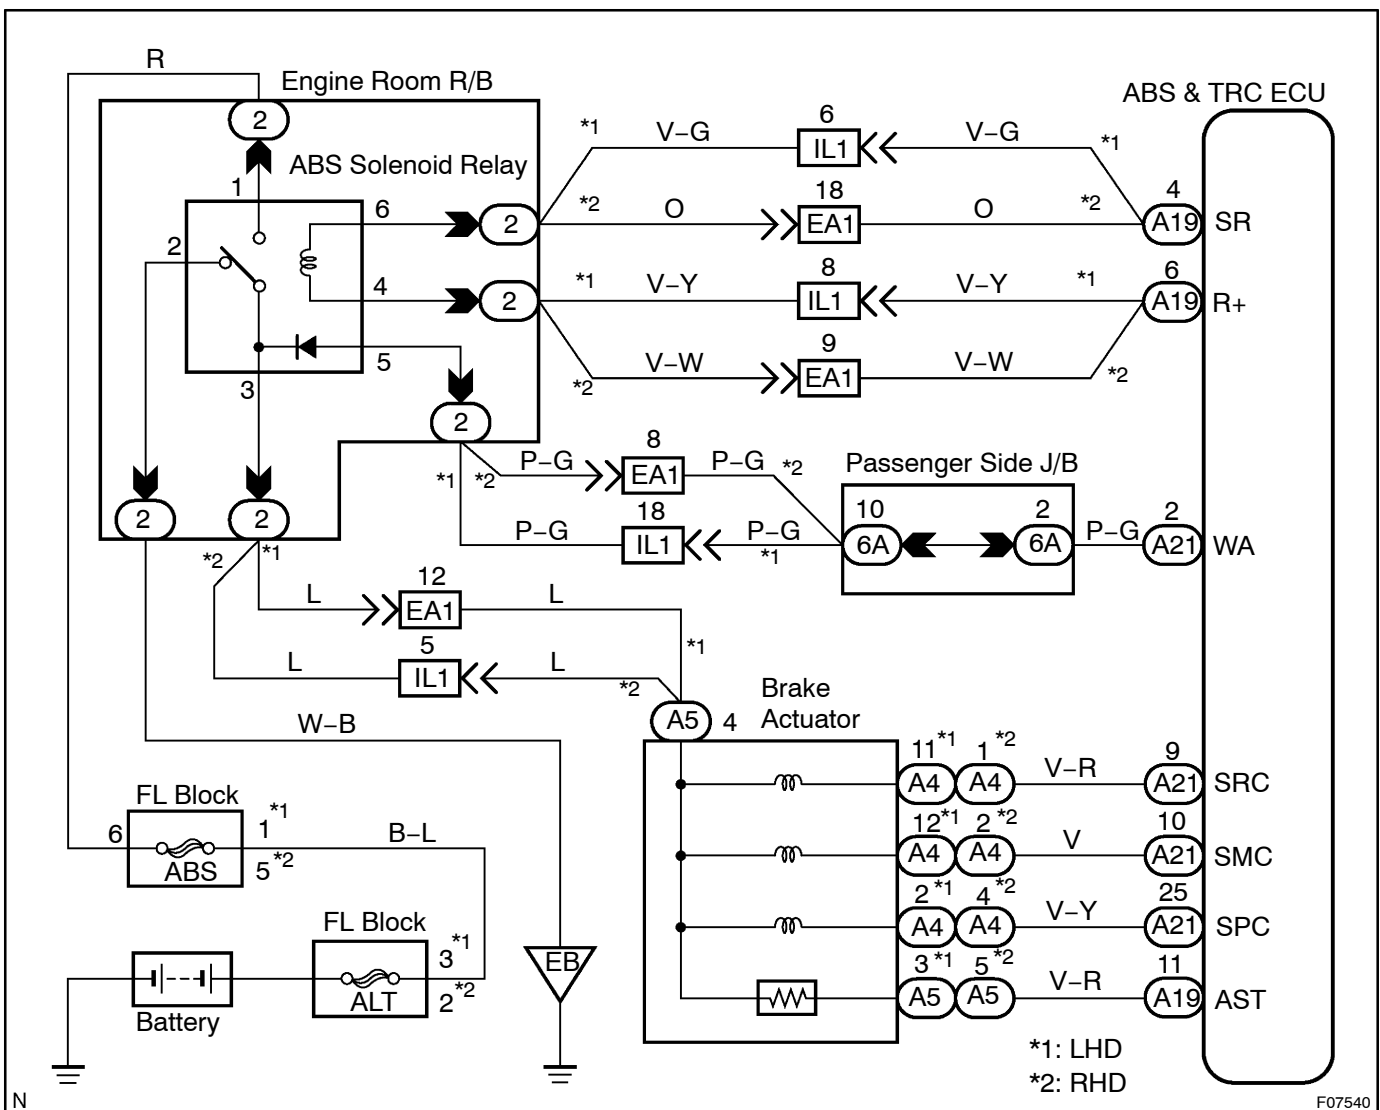 R
Engine Room R/B
ABS & TRC ECU
2
ABS Solenoid Relay
1
6
2
4
3
5
2
2
2
2
2
*1 V-G 6 IL1 V-G *1
*2 O 18 EA1 O *2
4 A19 SR
*1 V-Y 8 IL1 V-Y *1
6 A19 R+
*2 V-W 9 EA1 V-W *2
*1 *2 P-G 8 EA1 P-G *2
Passenger Side J/B
P-G 18 IL1 P-G *1
10 6A 2 6A P-G 2 A21 WA
*2 *1
L 12 EA1 L *1
L 5 IL1 L *2
W-B
A5 4
Brake
Actuator
11*1 A4 1*2 A4 V-R 9 A21 SRC
12*1 A4 2*2 A4 V 10 A21 SMC
2*1 A4 4*2 A4 V-Y 25 A21 SPC
3*1 A5 5*2 A5 V-R 11 A19 AST
FL Block
6 1*1 B-L
ABS 5*2
FL Block
3*1
ALT 2*2
Battery
EB
*1: LHD
*2: RHD
N
F07540